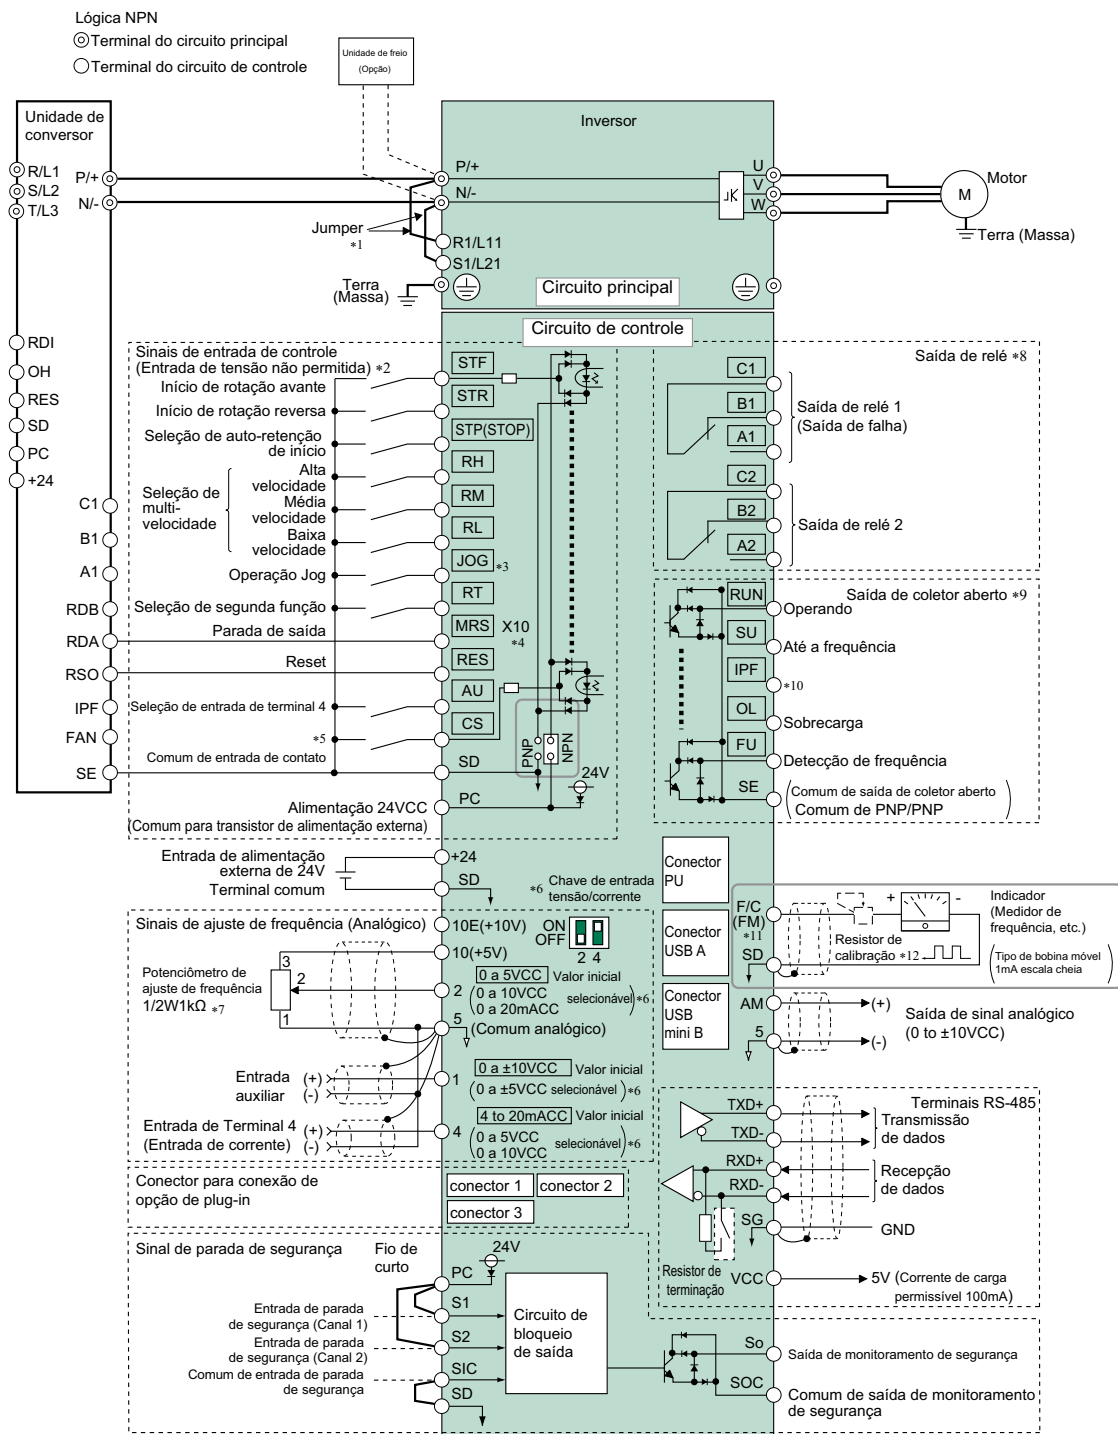 Lógica NPN
Terminal do circuito principal
Terminal do circuito de controle
Unidade de freio
(Opção)
Unidade de
conversor
R/L1
S/L2
T/L3
P/+
N/-
RDI
OH
RES
SD
PC
+24
C1
B1
A1
RDB
RDA
RSO
IPF
FAN
SE
Inversor
P/+
N/-
Jumper
*1
R1/L11
S1/L21
Terra
(Massa)
U
V
W
M
Motor
Terra (Massa)
Circuito principal
Circuito de controle
Sinais de entrada de controle
(Entrada de tensão não permitida) *2
Início de rotação avante
Início de rotação reversa
Seleção de auto-retenção
de início
Seleção de
multi-
velocidade
Alta
velocidade
Média
velocidade
Baixa
velocidade
Operação Jog
Seleção de segunda função
Parada de saída
Reset
Seleção de entrada de terminal 4
*5
Comum de entrada de contato
Alimentação 24VCC
(Comum para transistor de alimentação externa)
STF
STR
STP(STOP)
RH
RM
RL
JOG *3
RT
MRS X10
*4
RES
AU
CS
SD
PC
PNP
NPN
24V
Saída de relé *8
C1
B1
A1
Saída de relé 1
(Saída de falha)
C2
B2
A2
Saída de relé 2
Saída de coletor aberto *9
RUN
Operando
SU
Até a frequência
IPF
*10
OL
Sobrecarga
FU
Detecção de frequência
SE
(Comum de saída de coletor aberto
Comum de PNP/PNP)
Entrada de alimentação
externa de 24V
Terminal comum
+24
SD
*6 Chave de entrada
tensão/corrente
ON
OFF
2 4
Conector
PU
Conector
USB A
Conector
USB
mini B
Sinais de ajuste de frequência (Analógico)
10E(+10V)
10(+5V)
Potenciômetro de
ajuste de frequência
1/2W1kΩ *7
3
2
1
2
0 a 5VCC Valor inicial
(0 a 10VCC
0 a 20mACC selecionável)*6
5
(Comum analógico)
Entrada
auxiliar
(+)
(-)
1
0 a ±10VCC Valor inicial
(0 a ±5VCC selecionável)*6
Entrada de Terminal 4
(Entrada de corrente)
(+)
(-)
4
4 to 20mACC Valor inicial
(0 a 5VCC
0 a 10VCC selecionável)*6
F/C
(FM)
*11
SD
+
-
Indicador
(Medidor de
frequência, etc.)
Resistor de
calibração *12
(Tipo de bobina móvel
1mA escala cheia)
AM
5
(+)
(-)
Saída de sinal analógico
(0 to ±10VCC)
Terminais RS-485
TXD+
TXD-
Transmissão
de dados
RXD+
RXD-
Recepção
de dados
SG
GND
Resistor de
terminação
VCC
5V (Corrente de carga
permissível 100mA)
Conector para conexão de
opção de plug-in
conector 1
conector 2
conector 3
Sinal de parada de segurança
Fio de
curto
24V
PC
S1
S2
SIC
SD
Entrada de parada
de segurança (Canal 1)
Entrada de parada
de segurança (Canal 2)
Comum de entrada de parada
de segurança
Circuito de
bloqueio
de saída
So
Saída de monitoramento de segurança
SOC
Comum de saída de monitoramento
de segurança